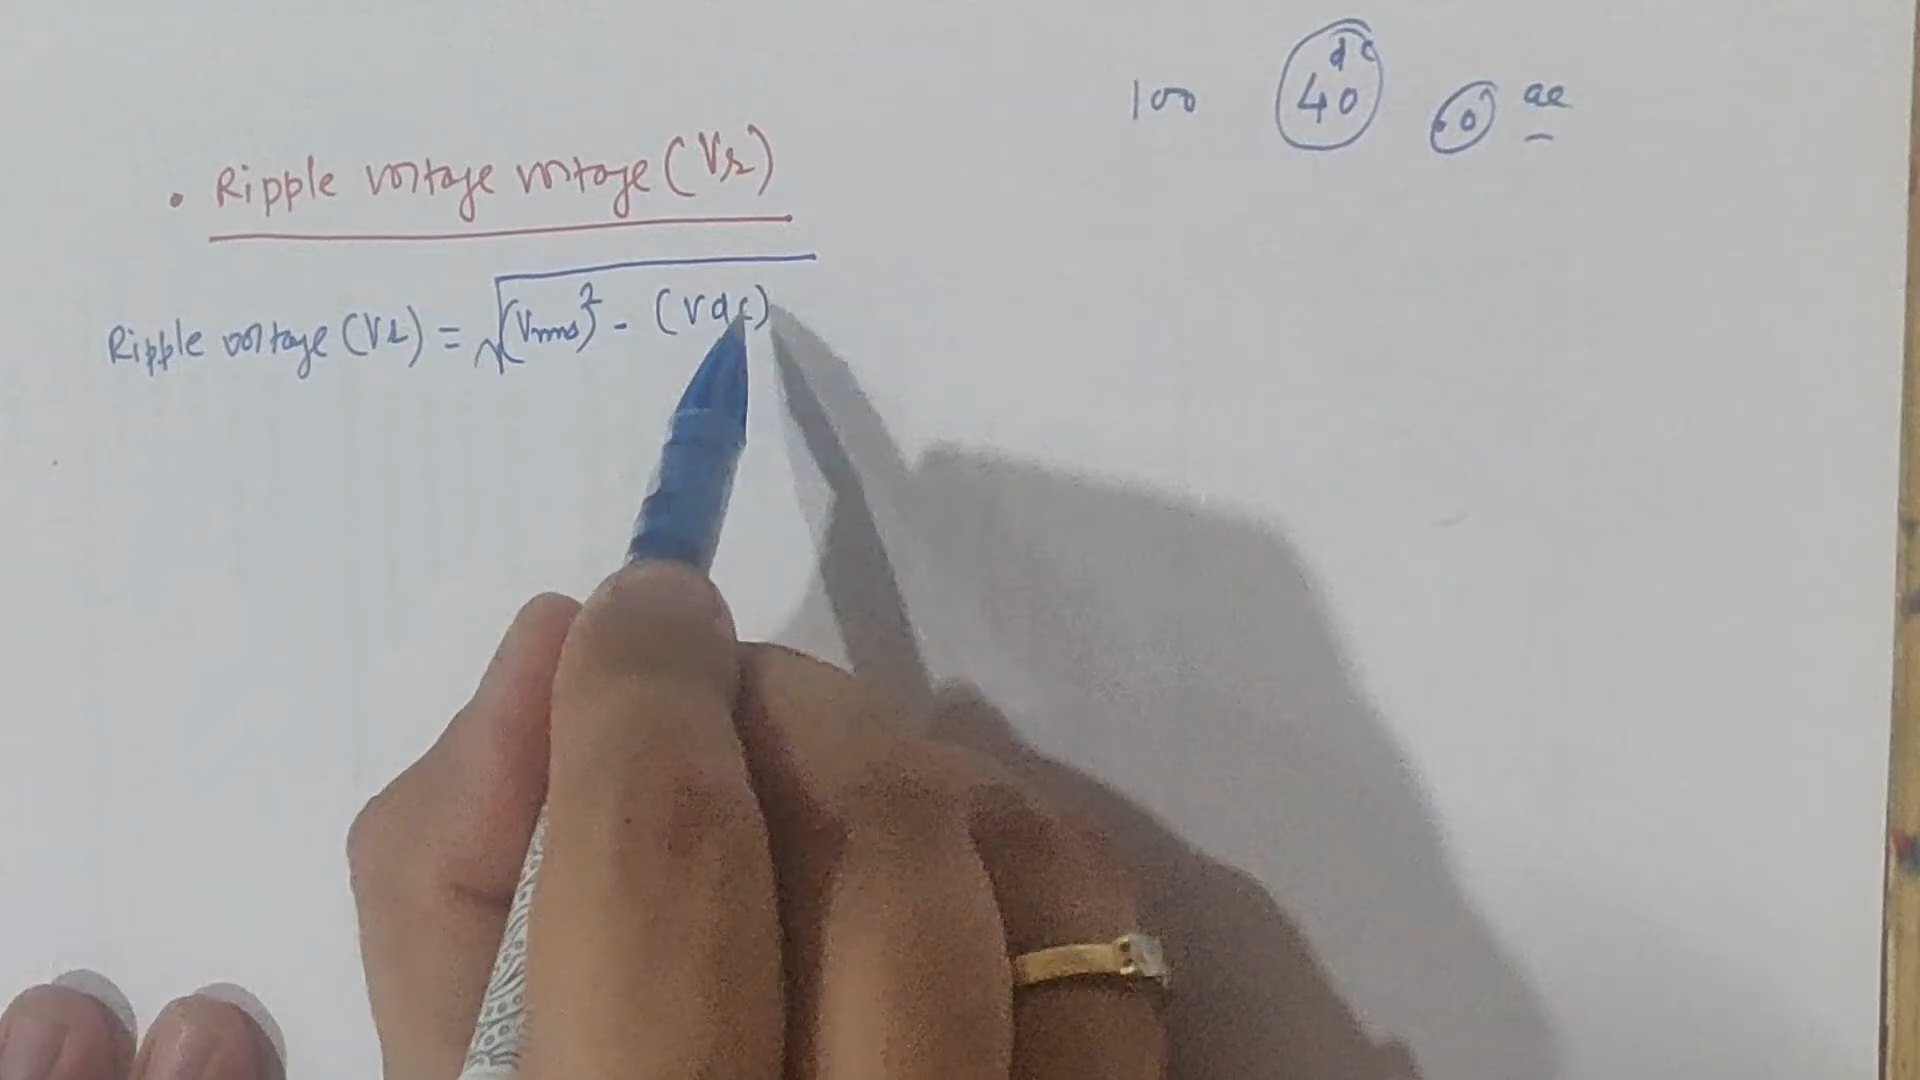 100 40 dc 60 ac
• Ripple voltage voltage (Vr)
Ripple voltage (Vr) = √(Vrms)² - (Vdc)